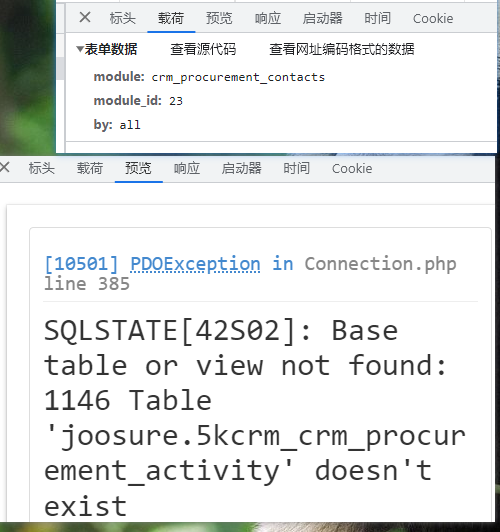 标头 载荷 预览 响应 启动器 时间 Cookie
表单数据 查看源代码 查看网址编码格式的数据
module: crm_procurement_contacts
module_id: 23
by: all
标头 载荷 预览 响应 启动器 时间 Cookie
[10501] PDOException in Connection.php
line 385
SQLSTATE[42S02]: Base
table or view not found:
1146 Table
'joosure.5kcrm_crm_procur
ement_activity' doesn't
exist